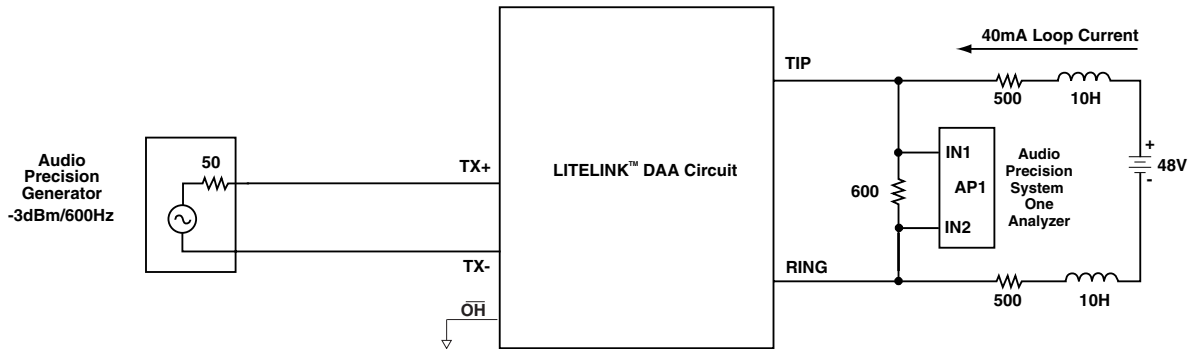 40mA Loop Current
TIP
500
10H
Audio
Precision
Generator
-3dBm/600Hz
50
TX+
TX-
OH
LITELINK™ DAA Circuit
600
IN1
AP1
IN2
Audio
Precision
System
One
Analyzer
+
48V
-
RING
500
10H